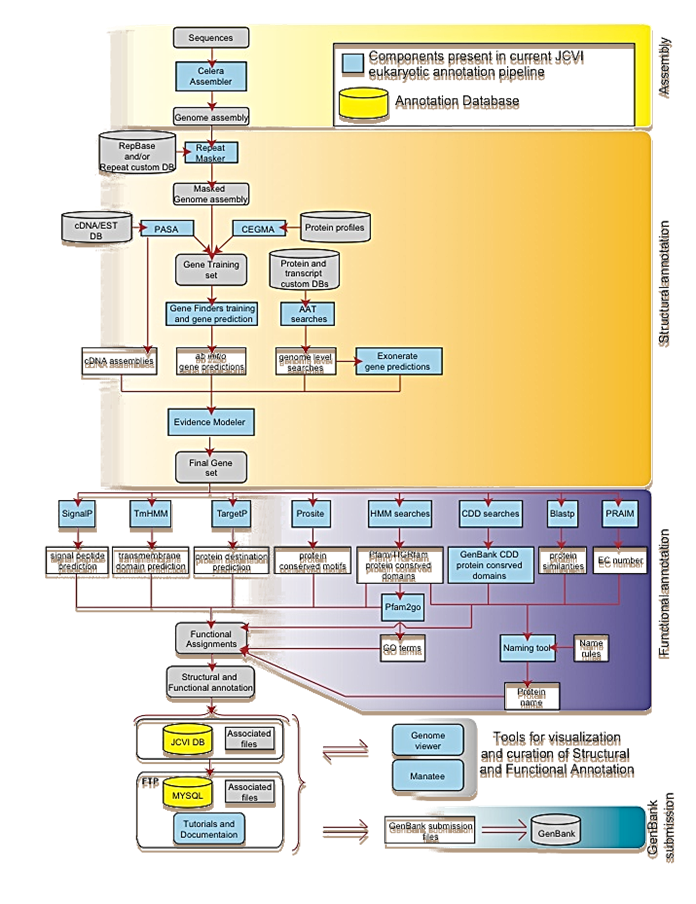 Sequences
Celera
Assembler
Genome assembly
Components present in current JCVI
eukaryotic annotation pipeline
Annotation Database
Assembly
RepBase
and/or
Repeat custom DB
Repeat
Masker
Masked
Genome assembly
cDNA/EST
DB
PASA
CEGMA
Protein profiles
Gene Training
set
Protein and
transcript
custom DBs
Gene Finders training
and gene prediction
AAT
searches
cDNA assemblies
ab initio
gene predictions
genome level
searches
Exonerate
gene predictions
Evidence Modeler
Final Gene
set
Structural annotation
SignalP
TmHMM
TargetP
Prosite
HMM searches
CDD searches
Blastp
PRAIM
signal peptide
prediction
transmembrane
domain prediction
protein destination
prediction
protein
conserved motifs
Pfam/TIGRfam
protein consrved
domains
GenBank CDD
protein consrved
domains
protein
similarities
EC number
Pfam2go
Functional
Assignments
GO terms
Naming tool
Name
rules
Structural and
Functional annotation
Protein
name
Functional annotation
JCVI DB
Associated
files
FTP
MYSQL
Associated
files
Tutorials and
Documentaion
Genome
viewer
Manatee
Tools for visualization
and curation of Structural
and Functional Annotation
GenBank submission
files
GenBank
GenBank
submission